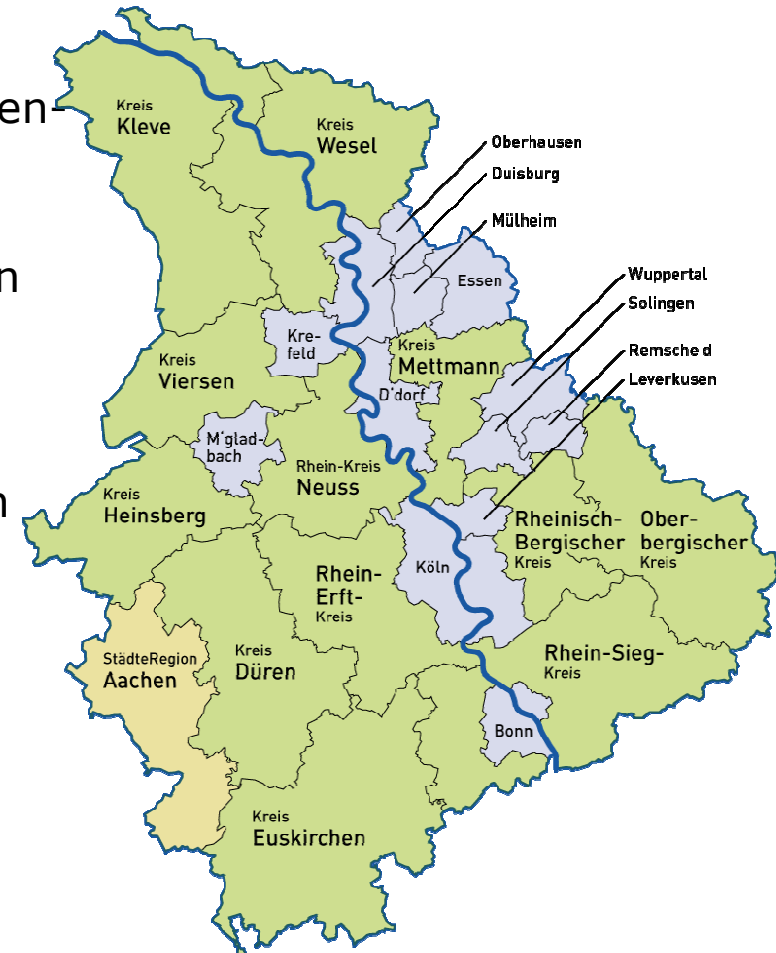 en-
n
n
Kreis
Kleve
Kreis
Wesel
Oberhausen
Duisburg
Mülheim
Essen
Wuppertal
Solingen
Remsche d
Leverkusen
Kre-
feld
Kreis
Mettmann
D'dorf
Kreis
Viersen
M'glad-
bach
Rhein-Kreis
Neuss
Kreis
Heinsberg
Köln
Rheinisch-
Bergischer
Kreis
Ober-
bergischer
Kreis
Rhein-
Erft-
Kreis
StädteRegion
Aachen
Kreis
Düren
Rhein-Sieg-
Kreis
Bonn
Kreis
Euskirchen